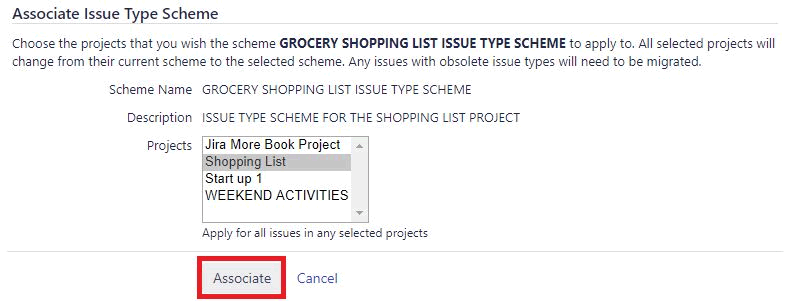 Associate Issue Type Scheme
Choose the projects that you wish the scheme GROCERY SHOPPING LIST ISSUE TYPE SCHEME to apply to. All selected projects will
change from their current scheme to the selected scheme. Any issues with obsolete issue types will need to be migrated.
Scheme Name GROCERY SHOPPING LIST ISSUE TYPE SCHEME
Description ISSUE TYPE SCHEME FOR THE SHOPPING LIST PROJECT
Projects Jira More Book Project
Shopping List
Start up 1
WEEKEND ACTIVITIES
Apply for all issues in any selected projects
Associate Cancel